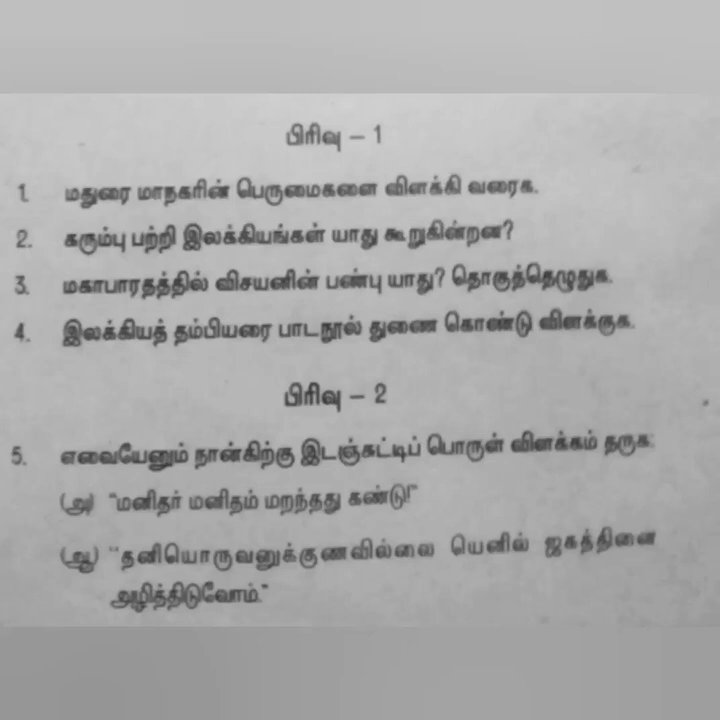 பிரிவு – 1
1. மதுரை மாநகரின் பெருமைகளை விளக்கி வரைக.
2. கரும்பு பற்றி இலக்கியங்கள் யாது கூறுகின்றன?
3. மகாபாரதத்தில் விசயனின் பண்பு யாது? தொகுத்தெழுதுக.
4. இலக்கியத் தம்பியரை பாடநூல் துணை கொண்டு விளக்குக.
பிரிவு – 2
5. எவையேனும் நான்கிற்கு இடஞ்சுட்டிப் பொருள் விளக்கம் தருக:
(அ) "மனிதர் மனிதம் மறந்தது கண்டு!"
(ஆ) "தனியொருவனுக்குணவில்லை யெனில் ஜகத்தினை
அழித்திடுவோம்."